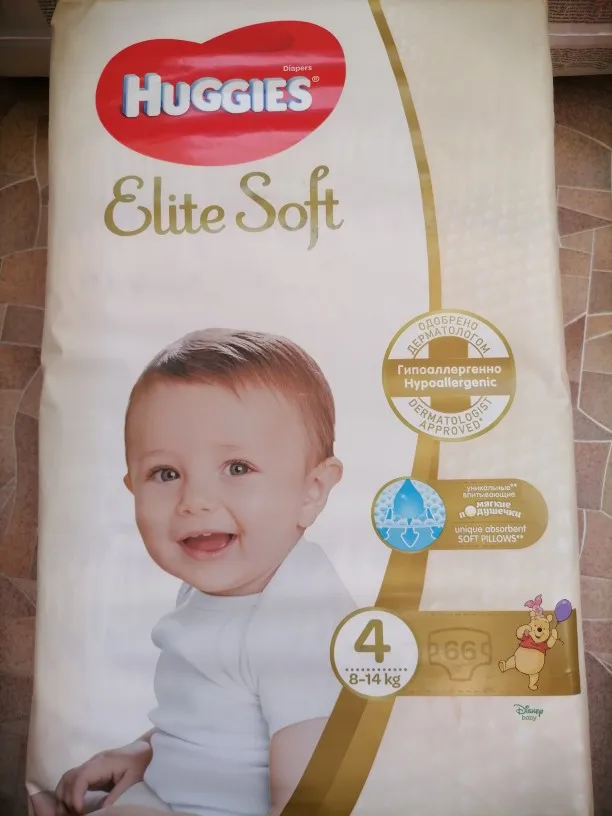 Diapers
HUGGIES®
Elite Soft
ОДОБРЕНО
ДЕРМАТОЛОГОМ
Гипоаллергенно
Hypoallergenic
DERMATOLOGIST
APPROVED*
уникальные**
впитывающие
мягкие
подушечки
unique absorbent
SOFT PILLOWS**
4
8-14 kg
66
Disney
baby